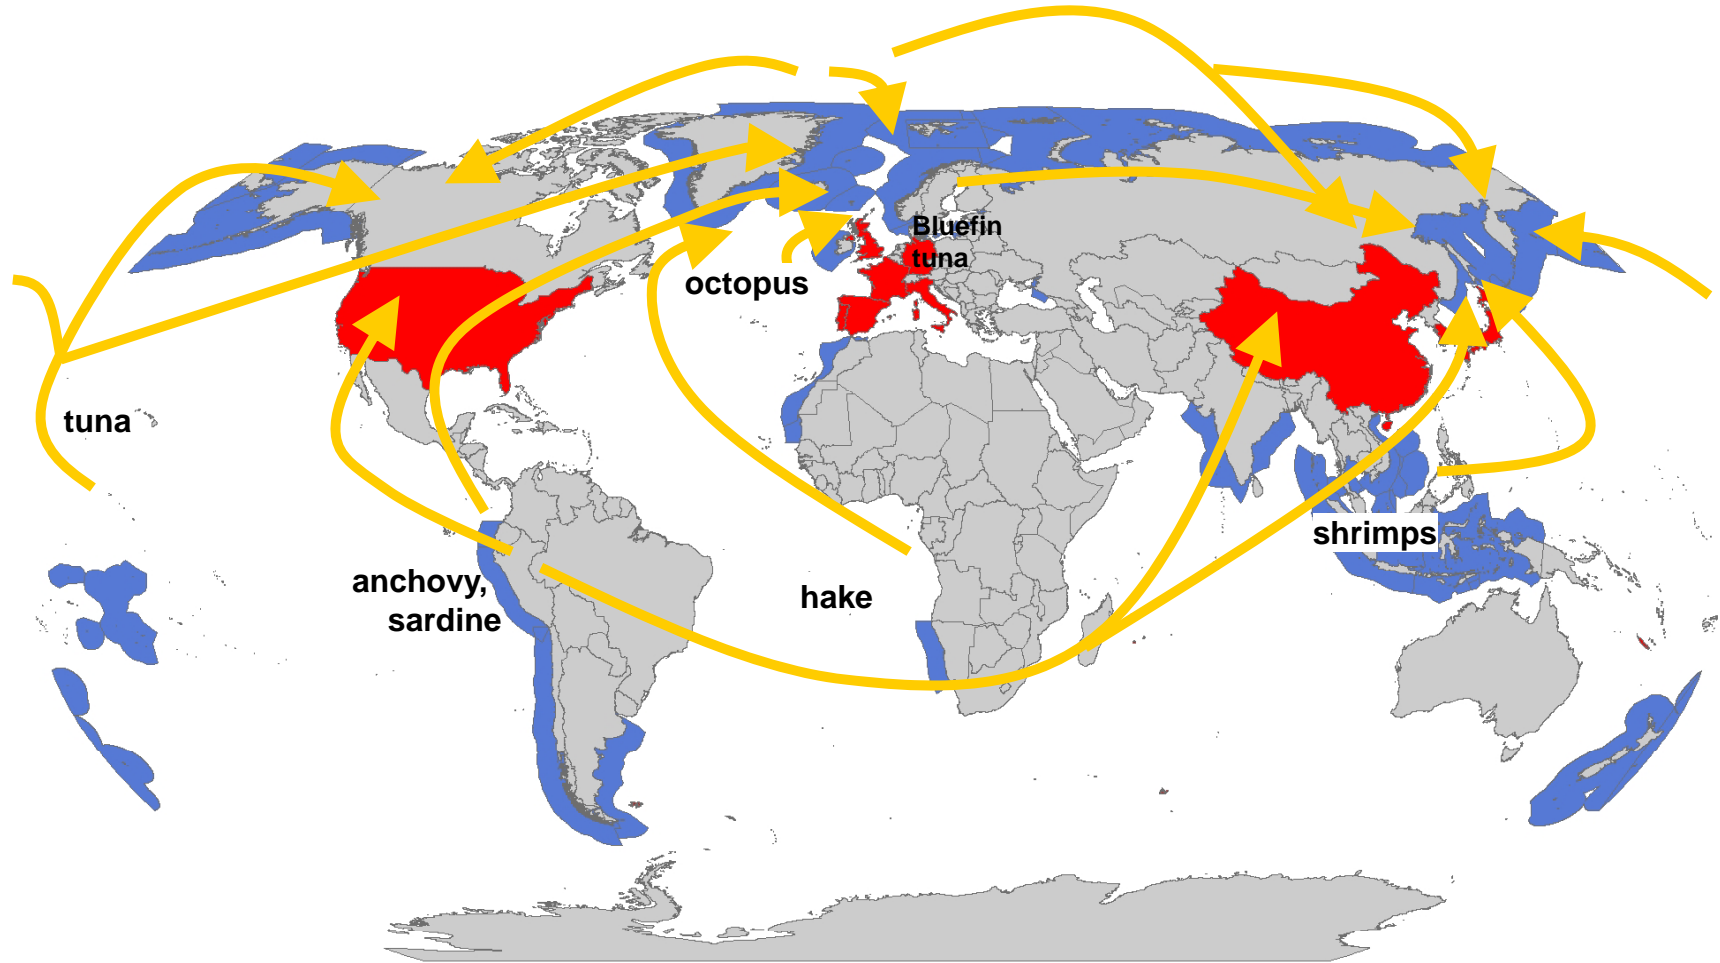 Bluefin
tuna
octopus
tuna
shrimps
anchovy,
sardine
hake